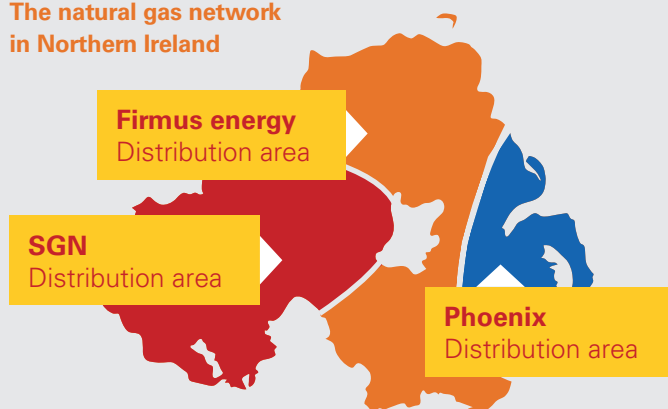 The natural gas network
in Northern Ireland
Firmus energy
Distribution area
SGN
Distribution area
Phoenix
Distribution area